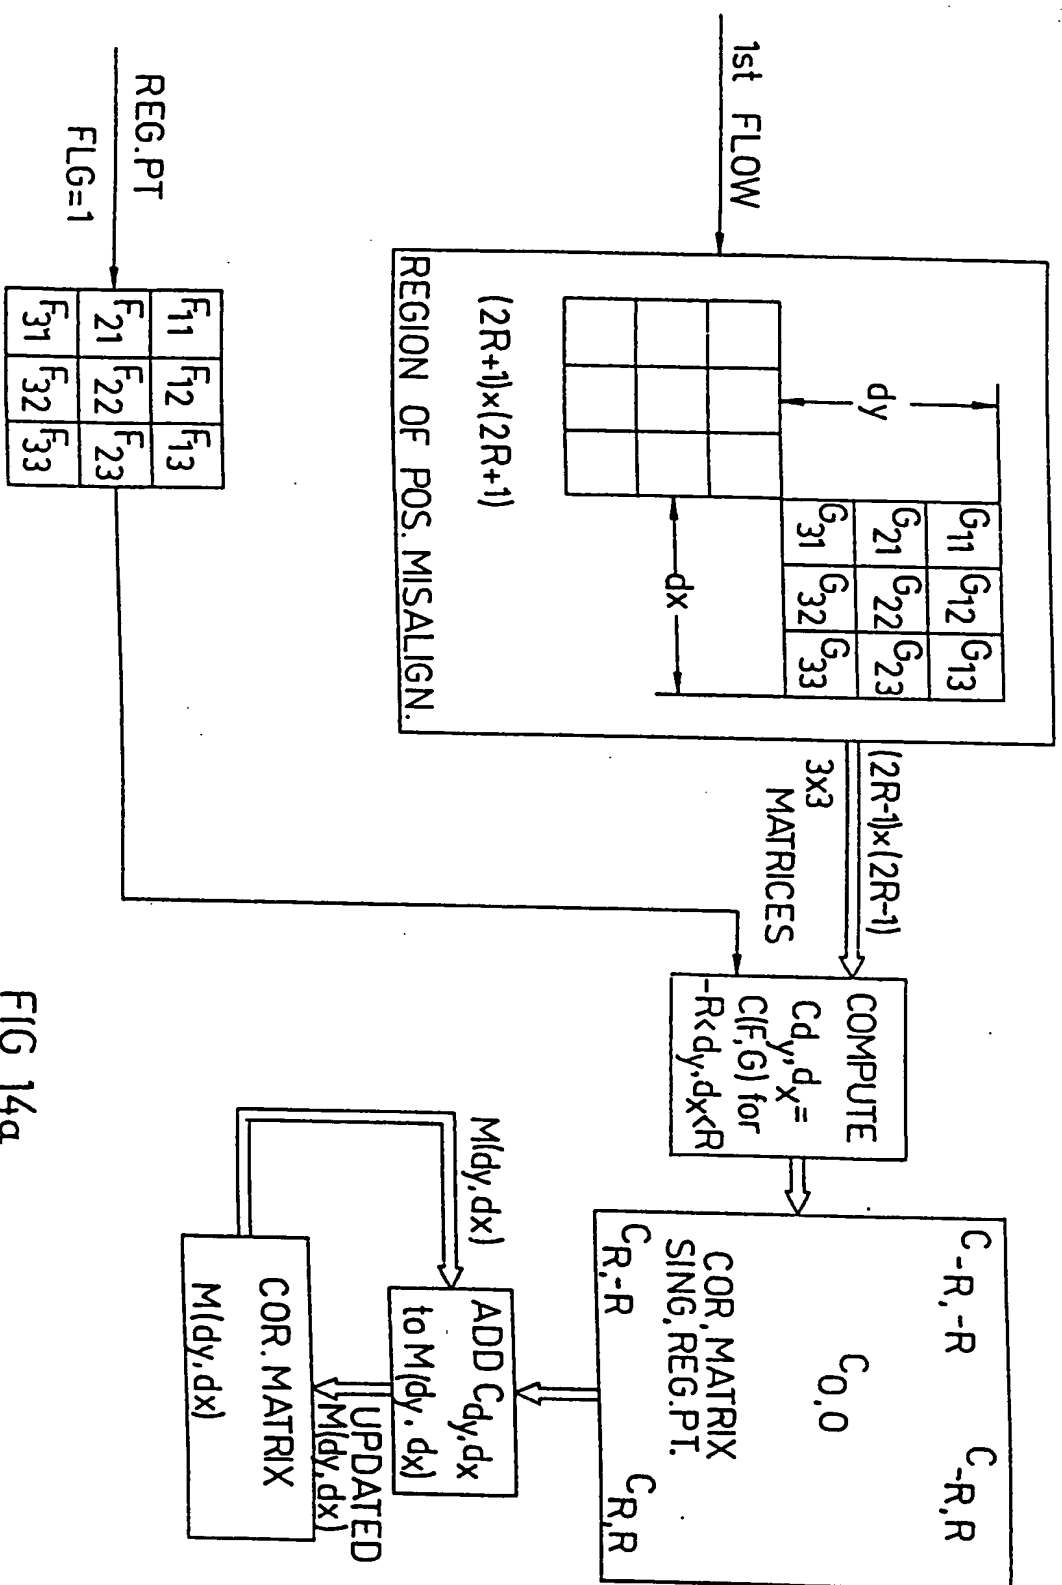 1st FLOW
dy
G11 G12 G13
G21 G22 G23
G31 G32 G33
dx
(2R+1)x(2R+1)
REGION OF POS. MISALIGN.
REG.PT
FLG=1
F11 F12 F13
F21 F22 F23
F31 F32 F33
(2R-1)x(2R-1)
3x3
MATRICES
COMPUTE
Cdy,dx=
C(F,G) for
-R<dy,dx<R
C-R,-R C-R,R
C0,0
COR,MATRIX
SING,REG.PT.
CR,-R CR,R
M(dy,dx)
ADD Cdy,dx
to M(dy,dx)
UPDATED
M(dy,dx)
COR. MATRIX
M(dy,dx)
FIG 14a